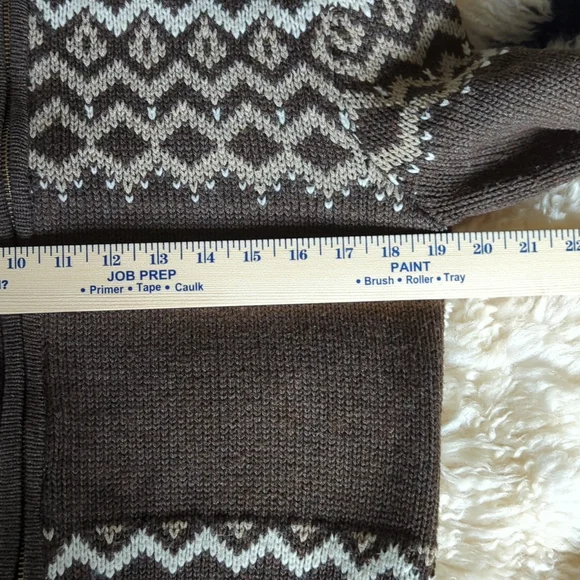 10 11 12 13 14 15 16 17 18 19 20 21 22
JOB PREP PAINT
? • Primer • Tape • Caulk • Brush • Roller • Tray